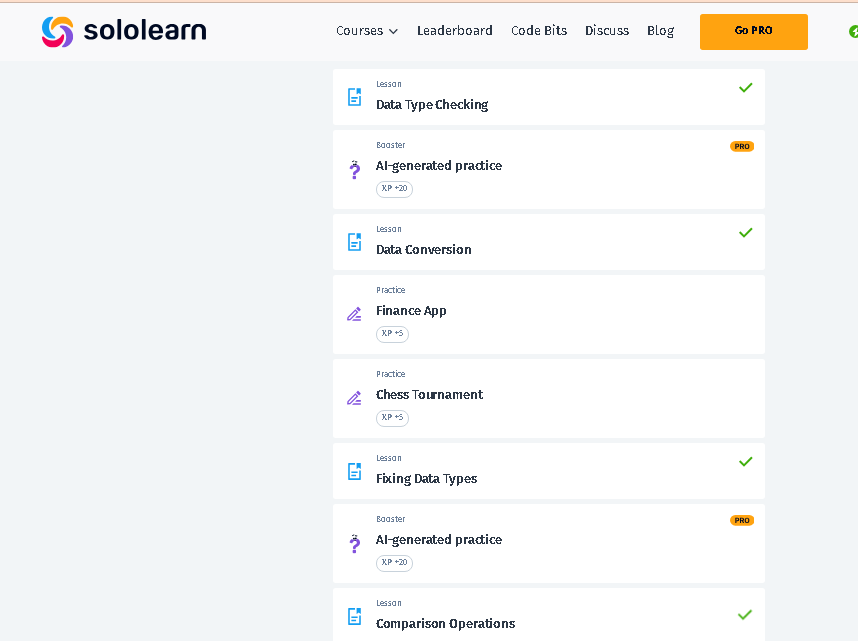 sololearn
Courses Leaderboard Code Bits Discuss Blog Go PRO
Lesson
Data Type Checking
Booster
PRO
AI-generated practice
XP +20
Lesson
Data Conversion
Practice
Finance App
XP +5
Practice
Chess Tournament
XP +5
Lesson
Fixing Data Types
Booster
PRO
AI-generated practice
XP +20
Lesson
Comparison Operations